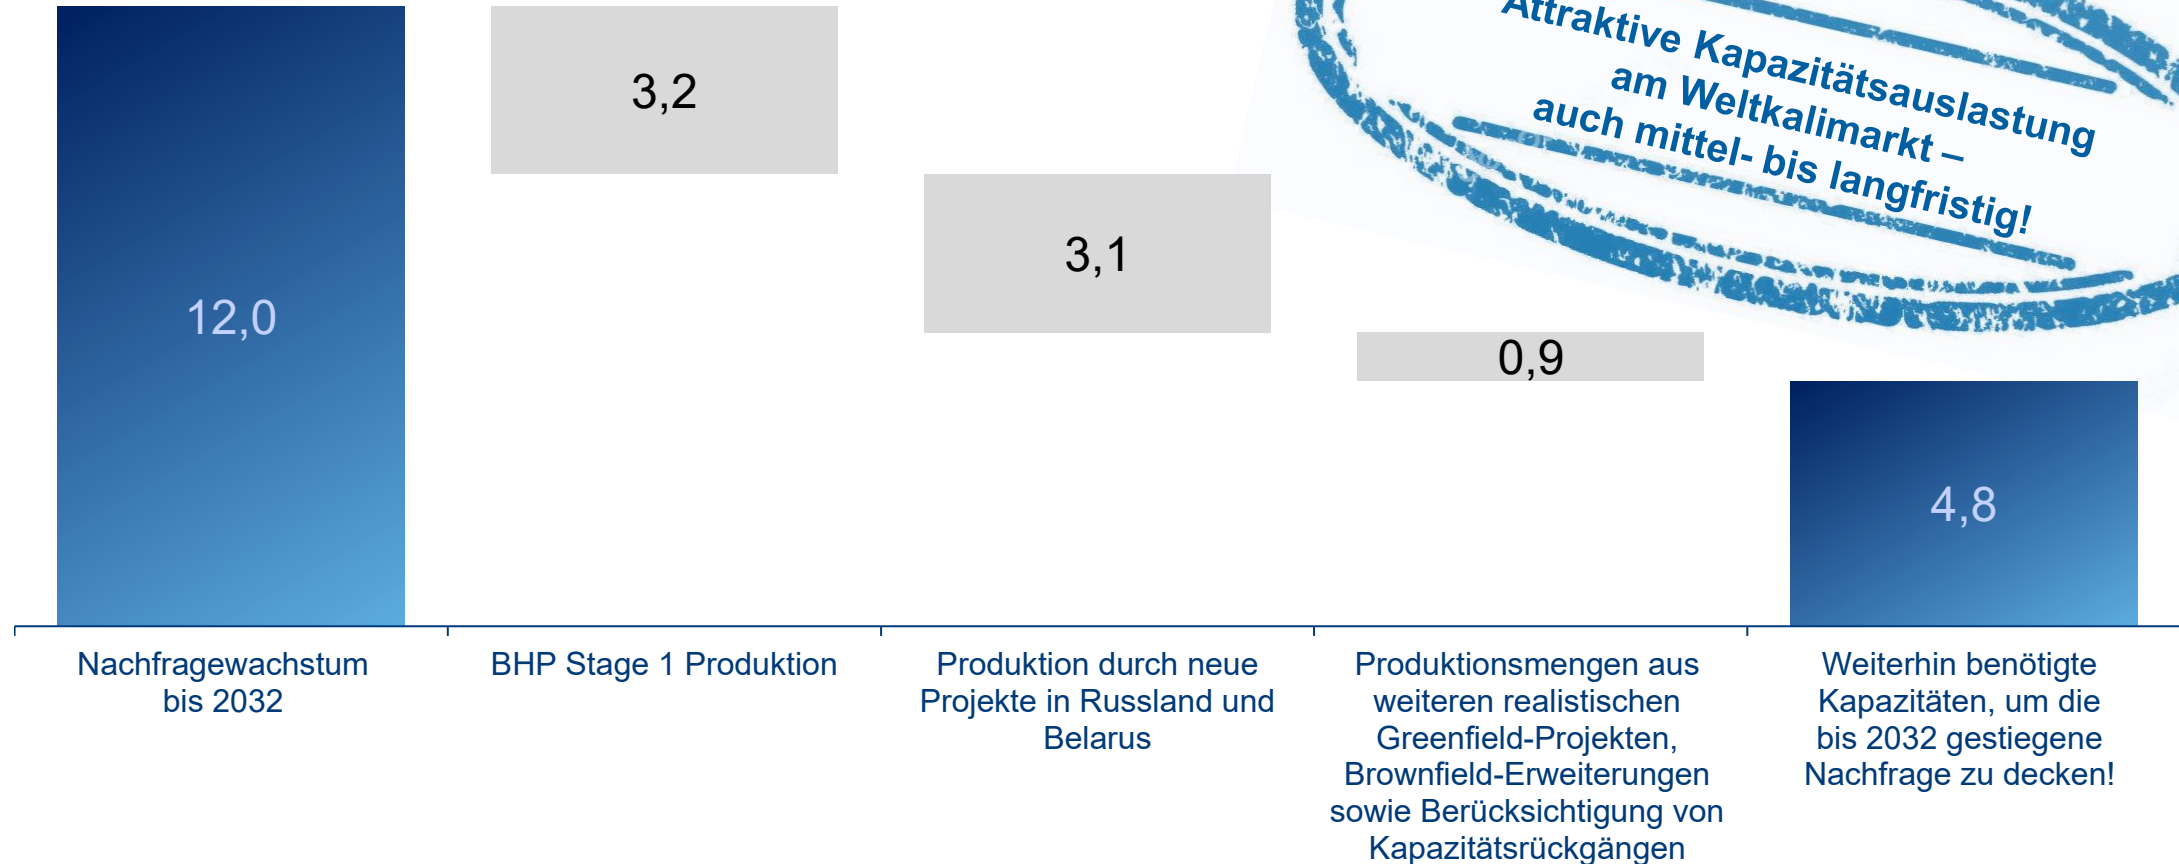 12,0
3,2
3,1
0,9
4,8
Attraktive Kapazitätsauslastung
am Weltkalimarkt –
auch mittel- bis langfristig!
Nachfragewachstum
bis 2032
BHP Stage 1 Produktion
Produktion durch neue
Projekte in Russland und
Belarus
Produktionsmengen aus
weiteren realistischen
Greenfield-Projekten,
Brownfield-Erweiterungen
sowie Berücksichtigung von
Kapazitätsrückgängen
Weiterhin benötigte
Kapazitäten, um die
bis 2032 gestiegene
Nachfrage zu decken!